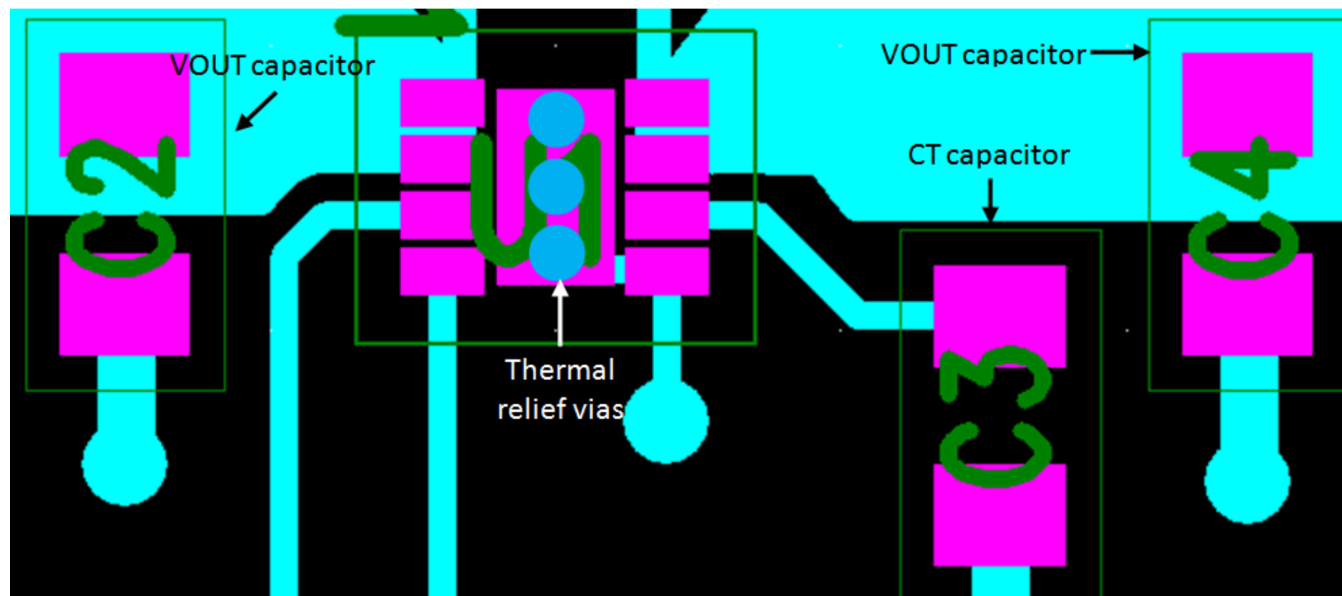 VOUT capacitor
VOUT capacitor
CT capacitor
Thermal
relief vias
C2
U1
C3
C4